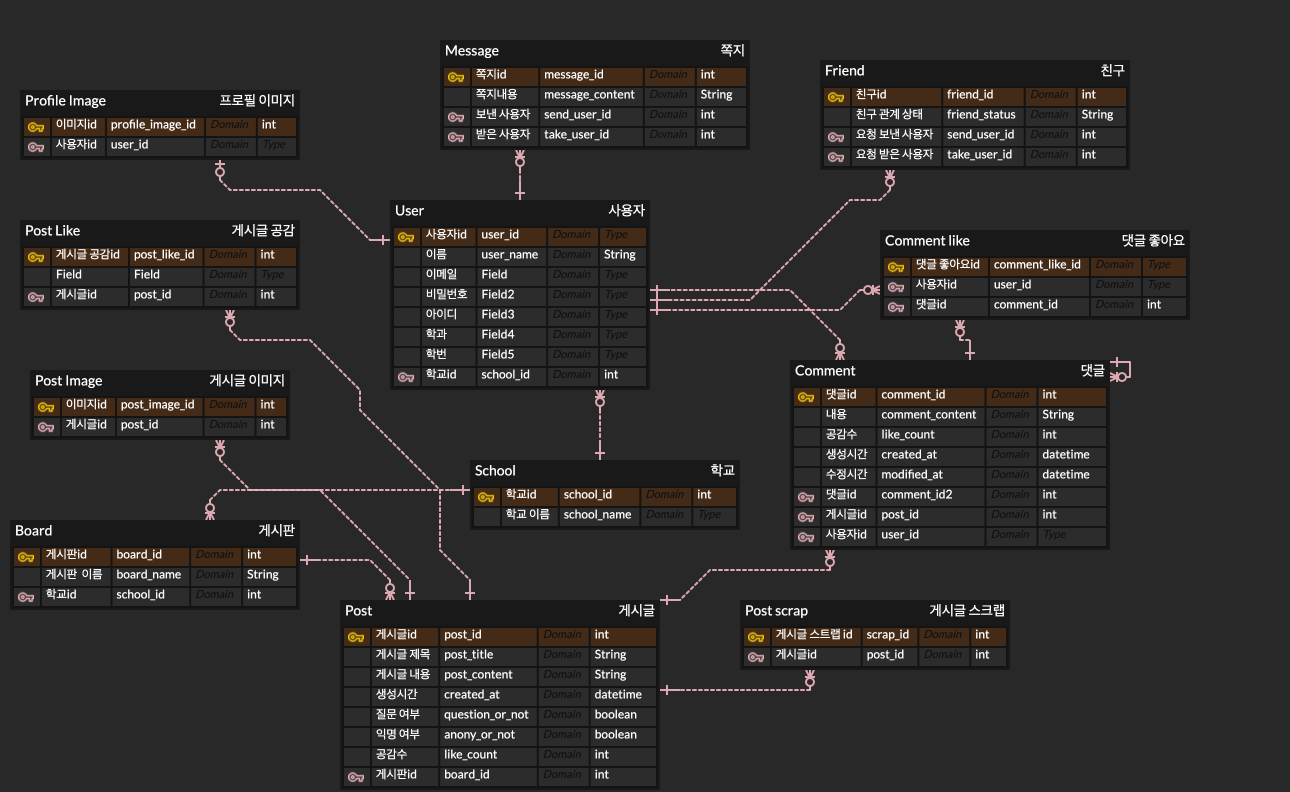 Message 쪽지
쪽지id message_id Domain int
쪽지내용 message_content Domain String
보낸 사용자 send_user_id Domain int
받은 사용자 take_user_id Domain int
Friend 친구
친구id friend_id Domain int
친구 관계 상태 friend_status Domain String
요청 보낸 사용자 send_user_id Domain int
요청 받은 사용자 take_user_id Domain int
Profile Image 프로필 이미지
이미지id profile_image_id Domain int
사용자id user_id Domain Type
User 사용자
사용자id user_id Domain Type
이름 user_name Domain String
이메일 Field Domain Type
비밀번호 Field2 Domain Type
아이디 Field3 Domain Type
학과 Field4 Domain Type
학번 Field5 Domain Type
학교id school_id Domain int
Post Like 게시글 공감
게시글 공감id post_like_id Domain int
Field Field Domain Type
게시글id post_id Domain int
Comment like 댓글 좋아요
댓글 좋아요id comment_like_id Domain Type
사용자id user_id Domain Type
댓글id comment_id Domain int
Post Image 게시글 이미지
이미지id post_image_id Domain int
게시글id post_id Domain int
Comment 댓글
댓글id comment_id Domain int
내용 comment_content Domain String
공감수 like_count Domain int
생성시간 created_at Domain datetime
수정시간 modified_at Domain datetime
댓글id comment_id2 Domain int
게시글id post_id Domain int
사용자id user_id Domain Type
School 학교
학교id school_id Domain int
학교 이름 school_name Domain Type
Board 게시판
게시판id board_id Domain int
게시판 이름 board_name Domain String
학교id school_id Domain int
Post 게시글
게시글id post_id Domain int
게시글 제목 post_title Domain String
게시글 내용 post_content Domain String
생성시간 created_at Domain datetime
질문 여부 question_or_not Domain boolean
익명 여부 anony_or_not Domain boolean
공감수 like_count Domain int
게시판id board_id Domain int
Post scrap 게시글 스크랩
게시글 스트랩 id scrap_id Domain int
게시글id post_id Domain int